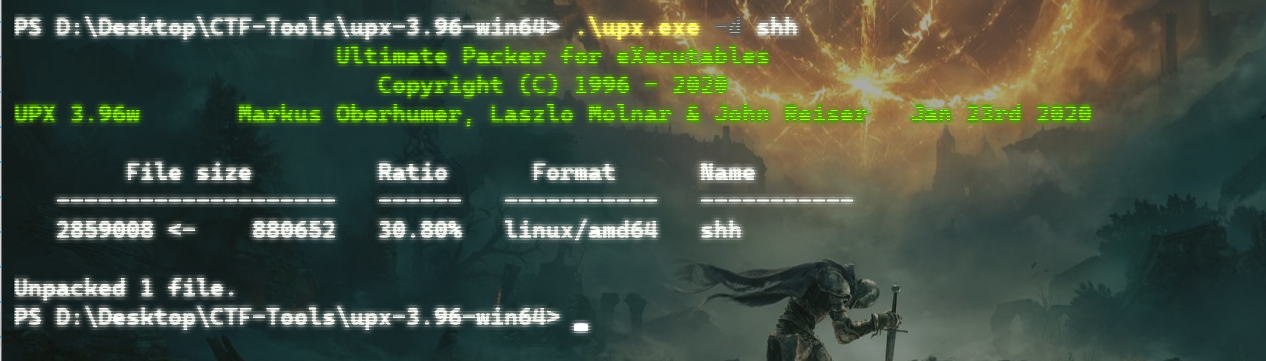 PS D:\Desktop\CTF-Tools\upx-3.96-win64> .\upx.exe -d shh
Ultimate Packer for eXecutables
Copyright (C) 1996 - 2020
UPX 3.96w       Markus Oberhumer, Laszlo Molnar & John Reiser   Jan 23rd 2020
File size         Ratio      Format      Name
--------------------   ------   -----------   -----------
2859008 <-    880652   30.80%   linux/amd64   shh
Unpacked 1 file.
PS D:\Desktop\CTF-Tools\upx-3.96-win64>